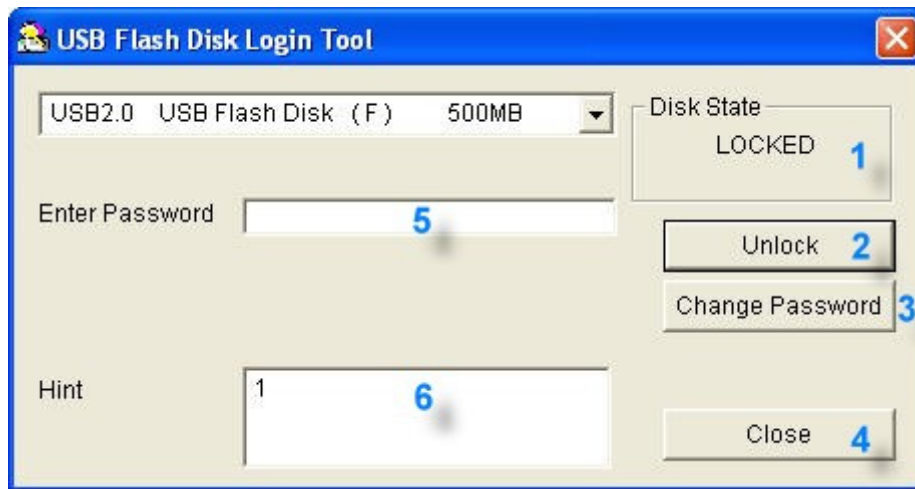 USB Flash Disk Login Tool
USB2.0 USB Flash Disk (F) 500MB
Disk State
LOCKED 1
Enter Password 5
Unlock 2
Change Password 3
Hint 1 6
Close 4